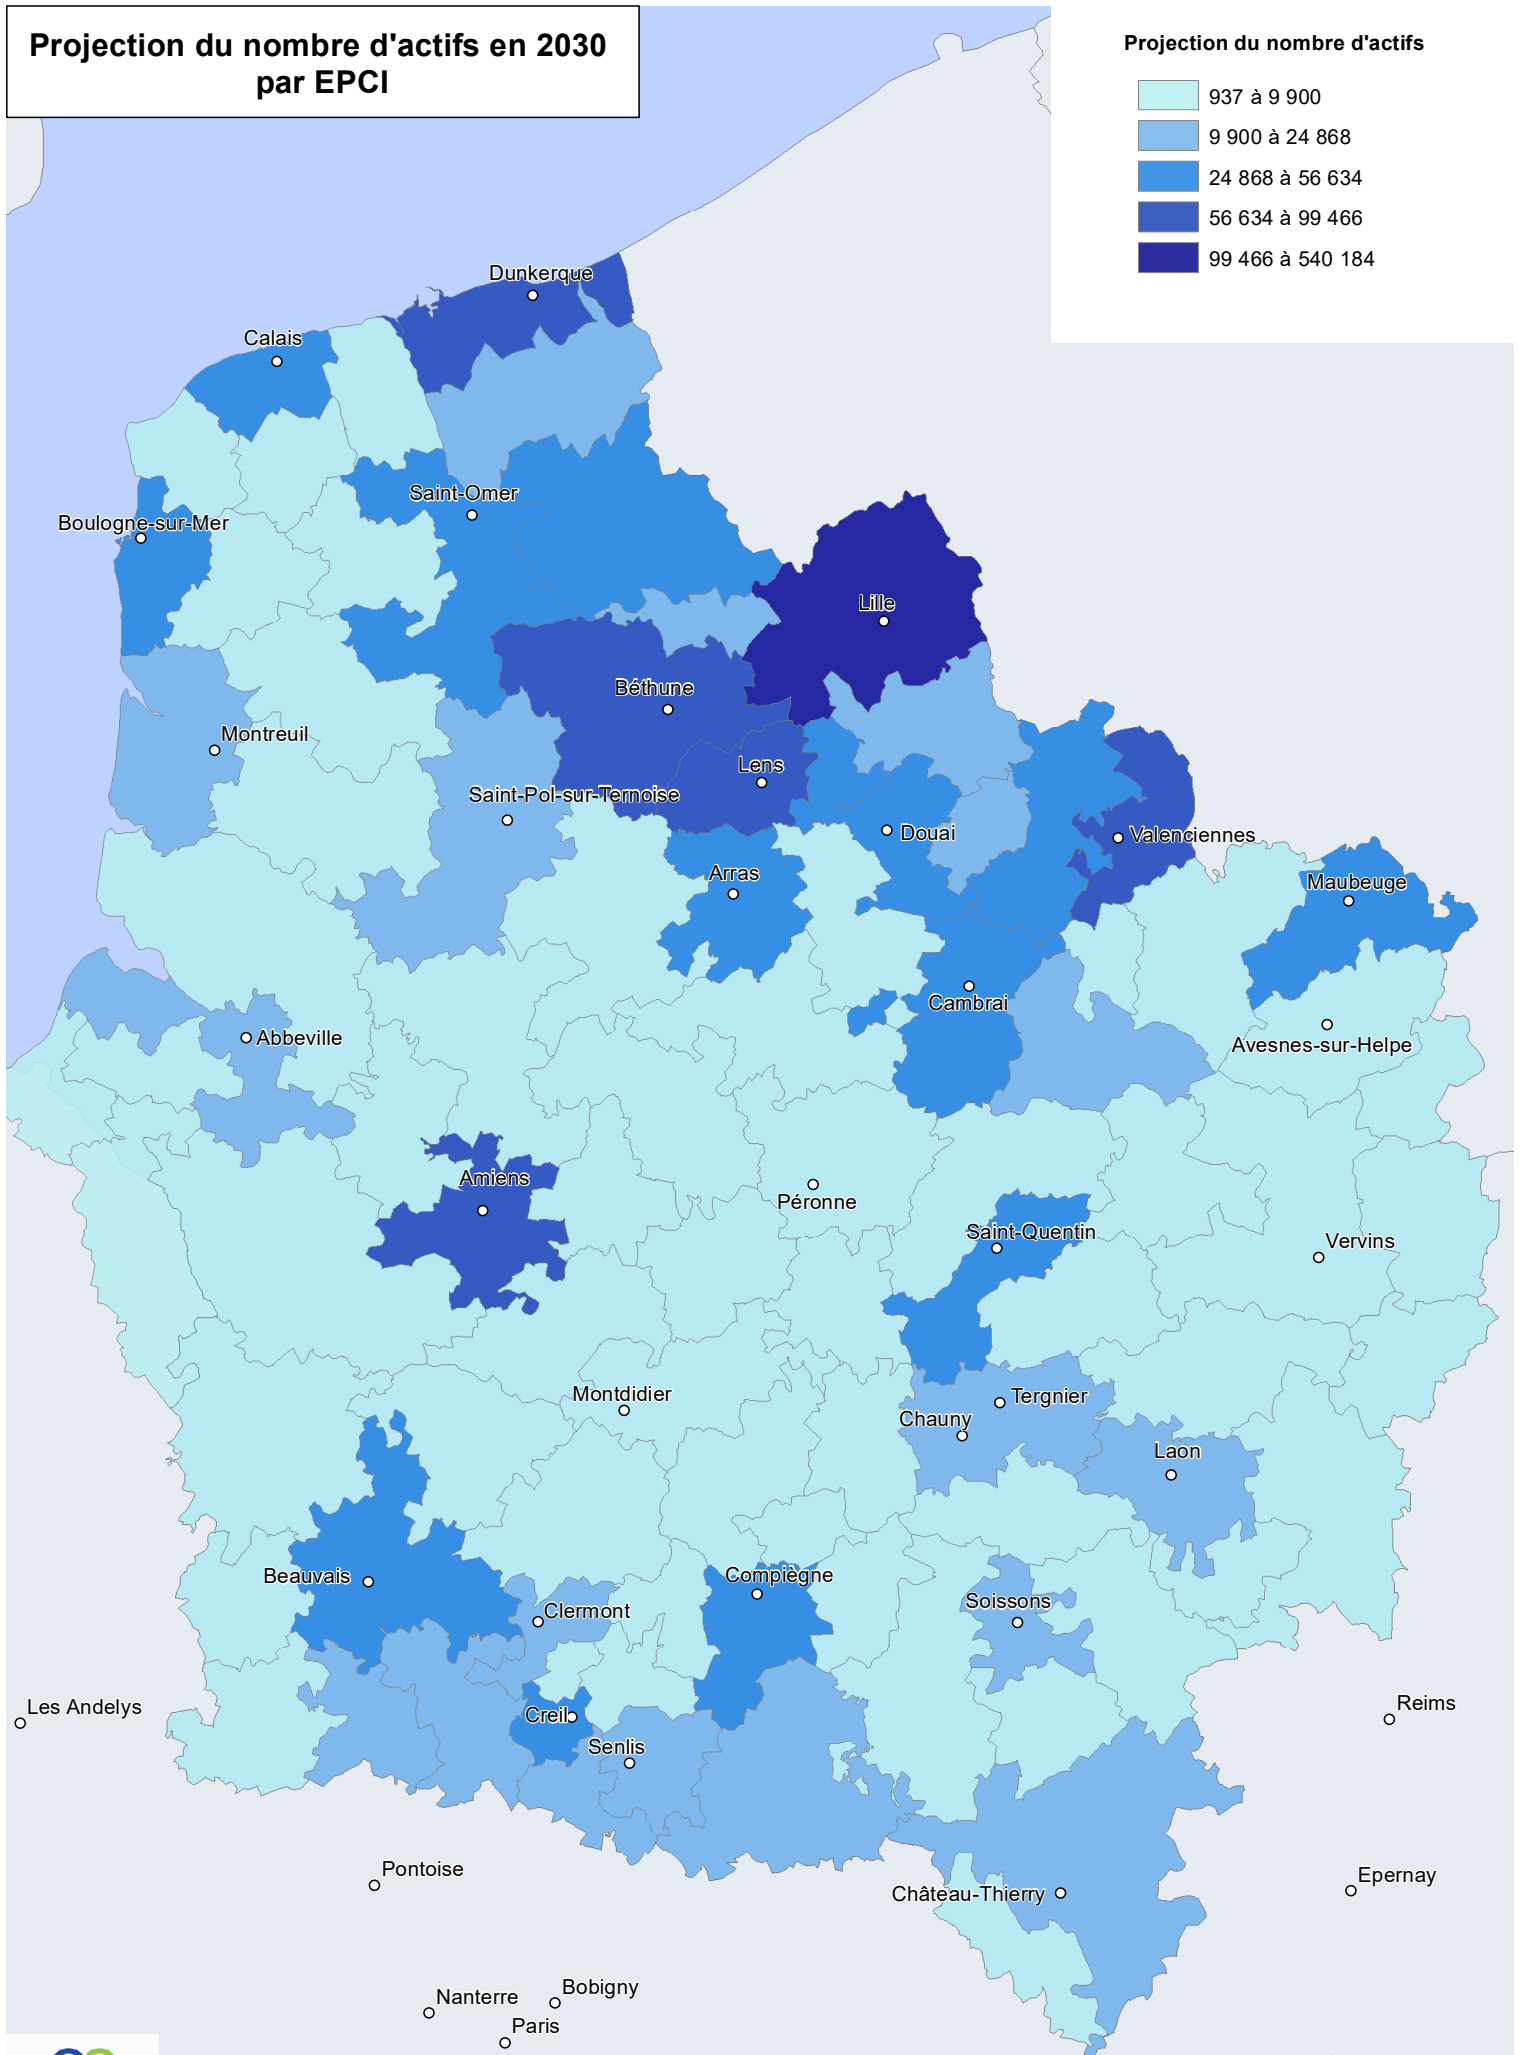 Projection du nombre d'actifs en 2030
par EPCI
Projection du nombre d'actifs
937 à 9 900
9 900 à 24 868
24 868 à 56 634
56 634 à 99 466
99 466 à 540 184
Dunkerque
Calais
Saint-Omer
Boulogne-sur-Mer
Lille
Béthune
Montreuil
Lens
Saint-Pol-sur-Ternoise
Douai
Valenciennes
Arras
Maubeuge
Cambrai
Abbeville
Avesnes-sur-Helpe
Amiens
Péronne
Saint-Quentin
Vervins
Montdidier
Tergnier
Chauny
Laon
Beauvais
Compiègne
Soissons
Clermont
Les Andelys
Reims
Creil
Senlis
Pontoise
Epernay
Château-Thierry
Nanterre
Bobigny
Paris